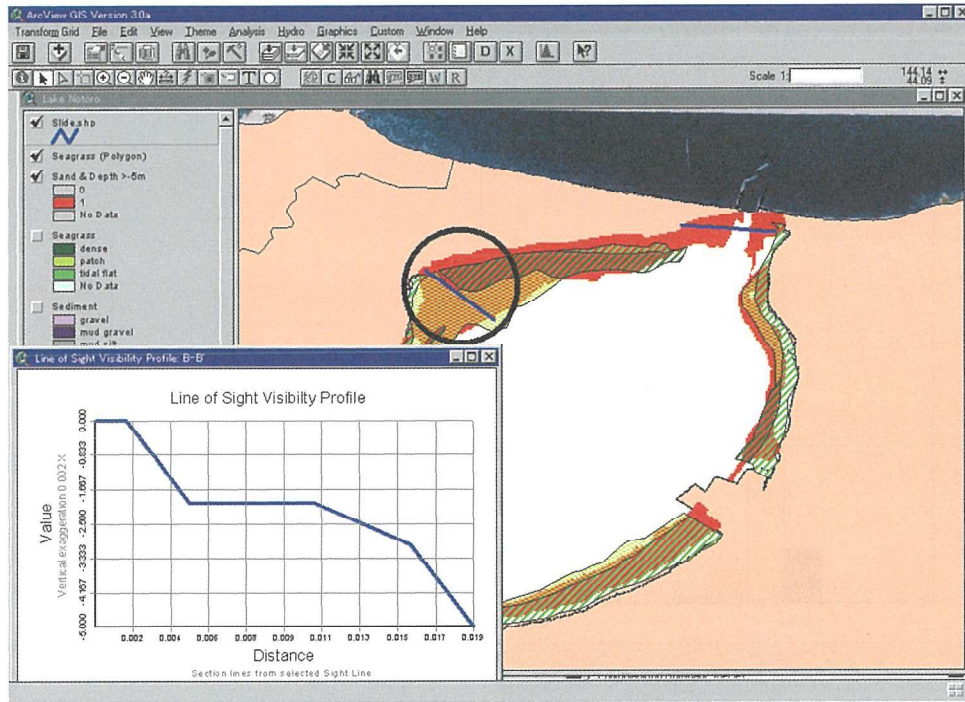 ArcView GIS Version 3.0a
Transform Grid File Edit View Theme Analysis Hydro Graphics Custom Window Help
D X
T C W R
Scale 1:
144.14
44.09
Lake Notoro
Slide.shp
Seagrass (Polygon)
Sand & Depth >-5m
0
1
No Data
Seagrass
dense
patch
tidal flat
No Data
Sediment
gravel
mud gravel
Line of Sight Visibility Profile: B-B'
Line of Sight Visibilty Profile
Value
Vertical exaggeration 0.002 X
0.000
-0.833
-1.667
-2.500
-3.333
-4.167
-5.000
0.002 0.004 0.006 0.008 0.011 0.013 0.015 0.017 0.019
Distance
Section lines from selected Sight Line